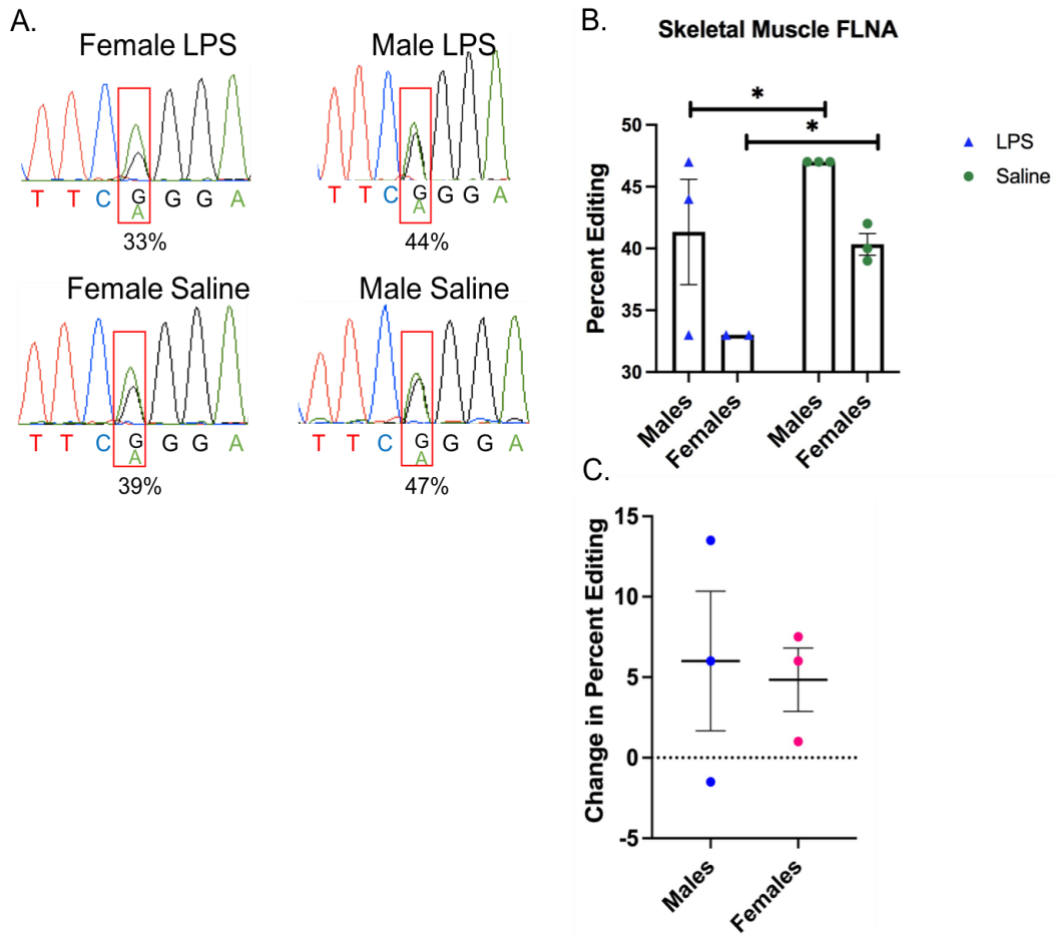 A.
Female LPS
T T C G G G A
A
33%
Male LPS
T T C G G G A
A
44%
Female Saline
T T C G G G A
A
39%
Male Saline
T T C G G G A
A
47%
B.
Skeletal Muscle FLNA
*
*
Percent Editing
50
45
40
35
30
Males
Females
Males
Females
LPS
Saline
C.
Change in Percent Editing
15
10
5
0
-5
Males
Females